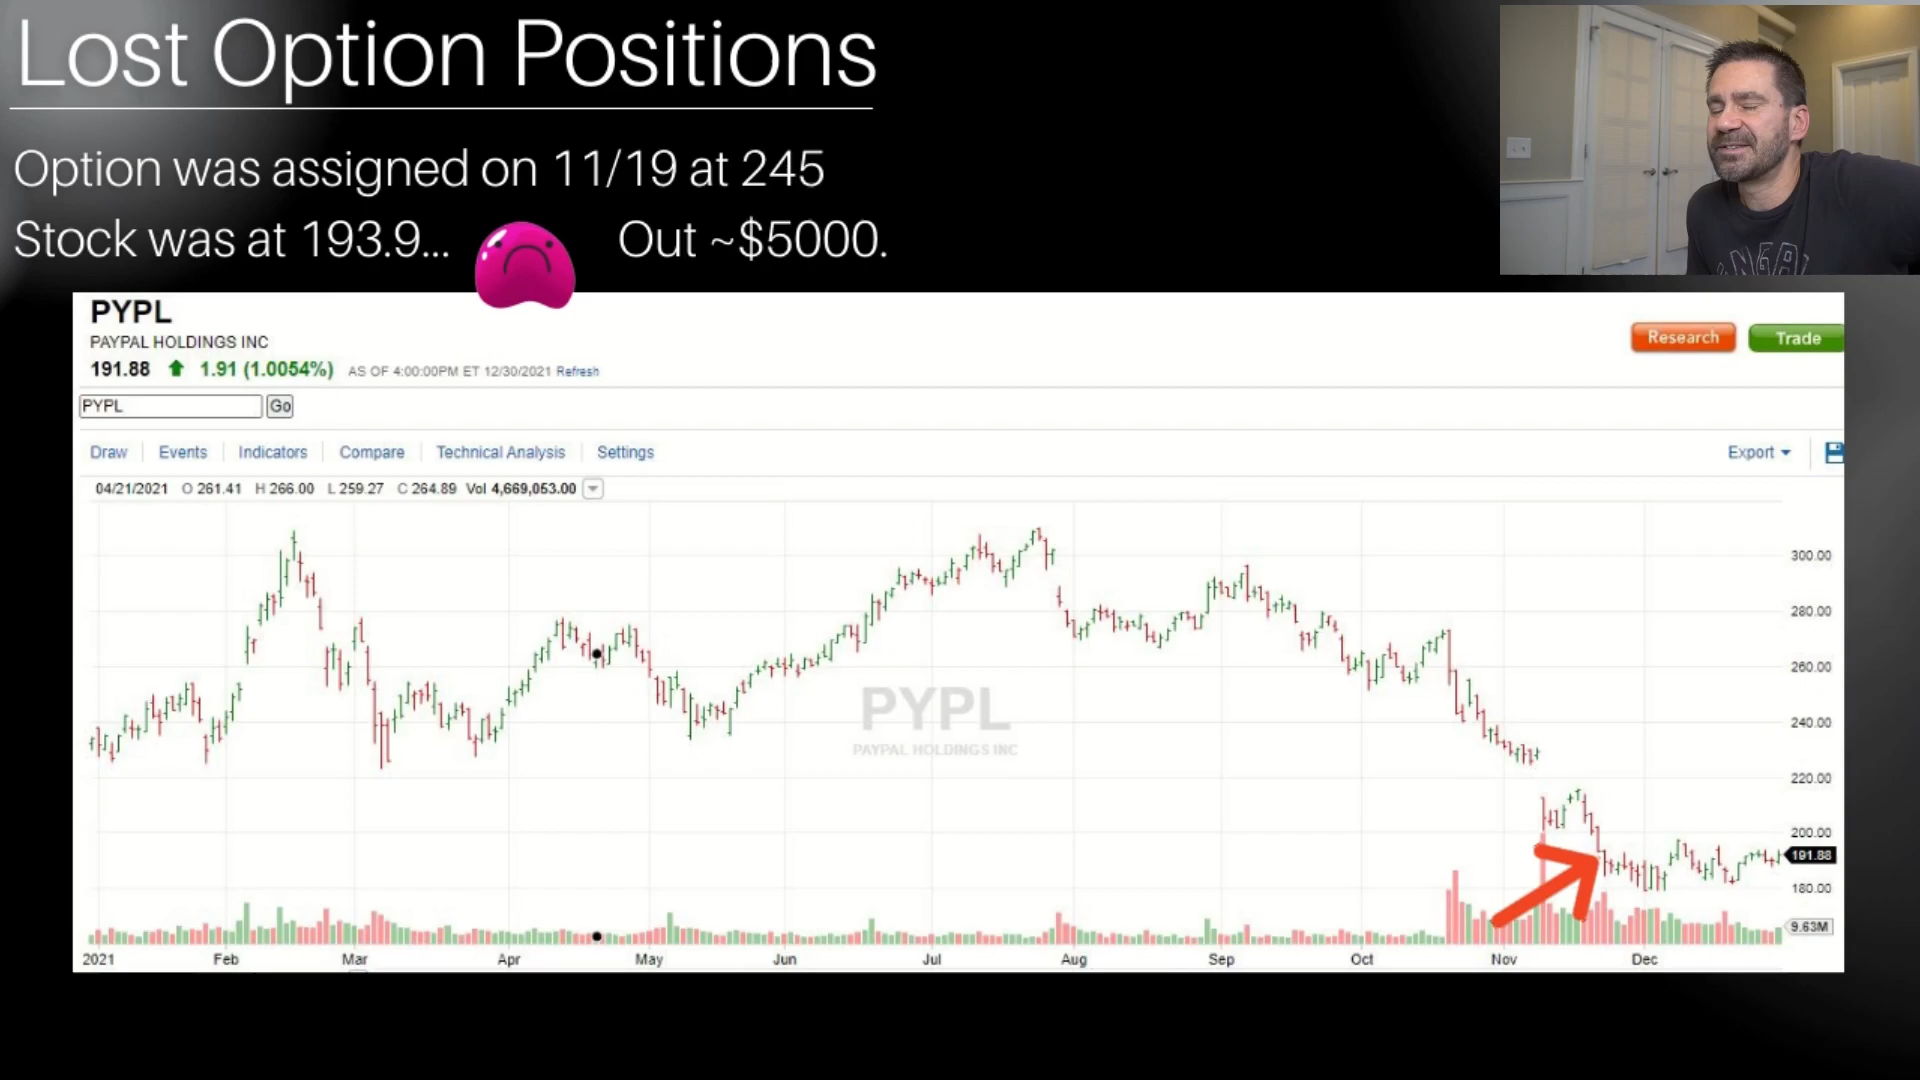 Lost Option Positions
Option was assigned on 11/19 at 245
Stock was at 193.9... Out ~$5000.
PYPL
PAYPAL HOLDINGS INC
191.88 1.91 (1.0054%) AS OF 4:00:00PM ET 12/30/2021 Refresh
Research Trade
PYPL Go
Draw Events Indicators Compare Technical Analysis Settings Export
04/21/2021 O 261.41 H 266.00 L 259.27 C 264.89 Vol 4,669,053.00
300.00
280.00
260.00
PYPL
240.00
PAYPAL HOLDINGS INC
220.00
200.00
191.88
180.00
9.63M
2021 Feb Mar Apr May Jun Jul Aug Sep Oct Nov Dec